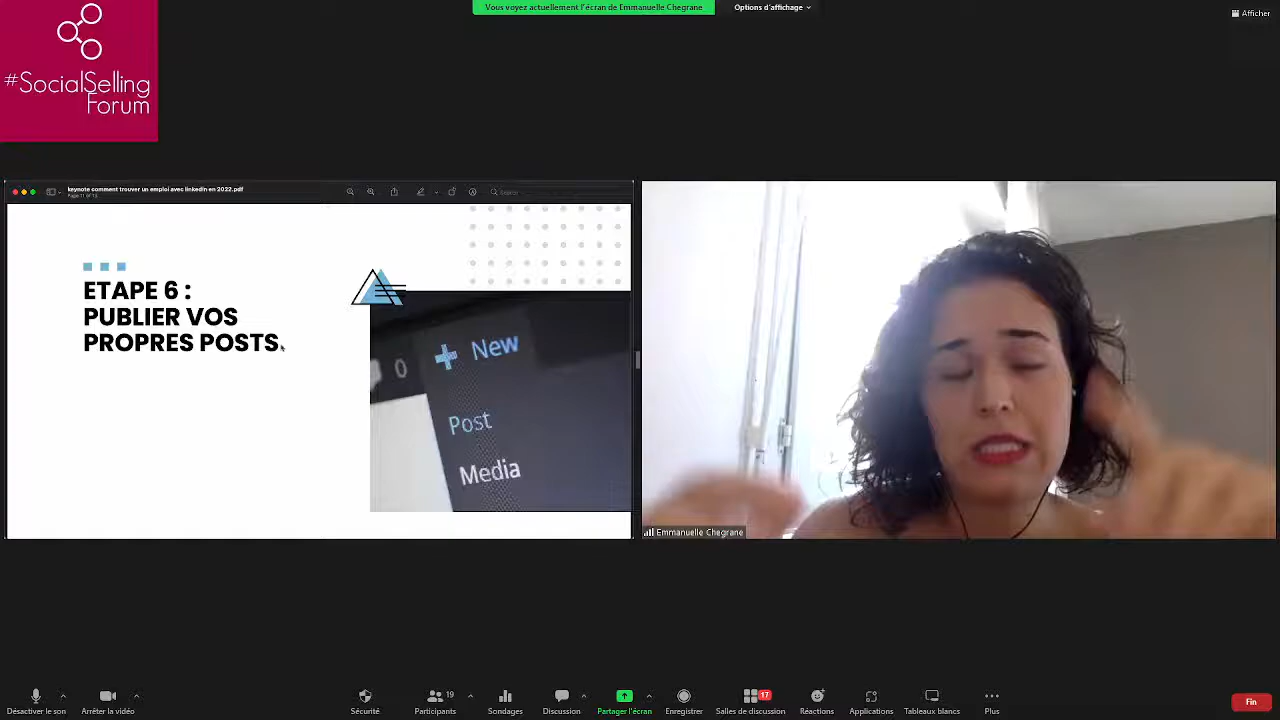 Vous voyez actuellement l'écran de Emmanuelle Chegrane
Options d'affichage
Afficher
#SocialSelling
Forum
keynote comment trouver un emploi avec linkedin en 2022.pdf
ETAPE 6 :
PUBLIER VOS
PROPRES POSTS.
0
New
Post
Media
Emmanuelle Chegrane
Désactiver le son
Arrêter la vidéo
Sécurité
Participants
19
Sondages
Discussion
Partager l'écran
Enregistrer
Salles de discussion
17
Réactions
Applications
Tableaux blancs
Plus
Fin